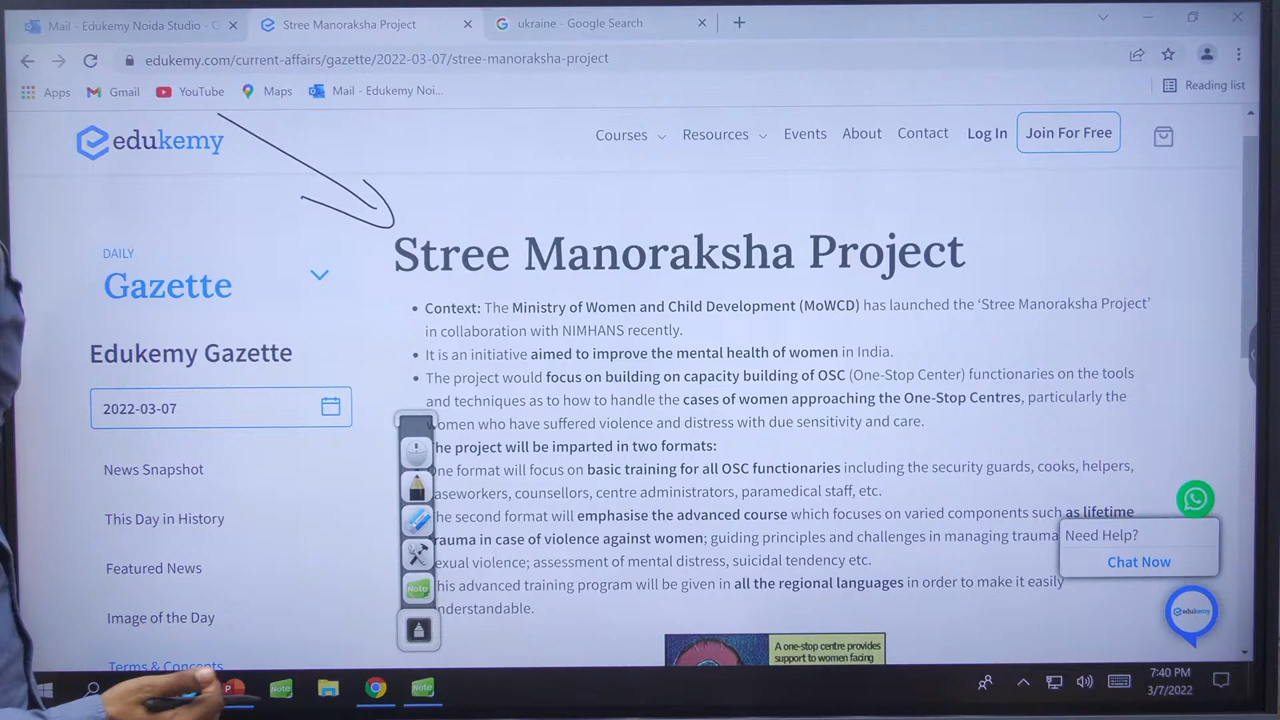 Mail - Edukemy Noida Studio - O
Stree Manoraksha Project
ukraine - Google Search
edukemy.com/current-affairs/gazette/2022-03-07/stree-manoraksha-project
Apps
Gmail
YouTube
Maps
Mail - Edukemy Noi...
Reading list
edukemy
Courses
Resources
Events
About
Contact
Log In
Join For Free
DAILY
Gazette
Edukemy Gazette
2022-03-07
News Snapshot
This Day in History
Featured News
Image of the Day
Terms & Concepts
Stree Manoraksha Project
• Context: The Ministry of Women and Child Development (MoWCD) has launched the ‘Stree Manoraksha Project’
in collaboration with NIMHANS recently.
• It is an initiative aimed to improve the mental health of women in India.
• The project would focus on building on capacity building of OSC (One-Stop Center) functionaries on the tools
and techniques as to how to handle the cases of women approaching the One-Stop Centres, particularly the
women who have suffered violence and distress with due sensitivity and care.
he project will be imparted in two formats:
ne format will focus on basic training for all OSC functionaries including the security guards, cooks, helpers,
aseworkers, counsellors, centre administrators, paramedical staff, etc.
he second format will emphasise the advanced course which focuses on varied components such as lifetime
rauma in case of violence against women; guiding principles and challenges in managing trauma
exual violence; assessment of mental distress, suicidal tendency etc.
his advanced training program will be given in all the regional languages in order to make it easily
nderstandable.
A one-stop centre provides
support to women facing
Note
Need Help?
Chat Now
edukemy
P
Note
Note
7:40 PM
3/7/2022